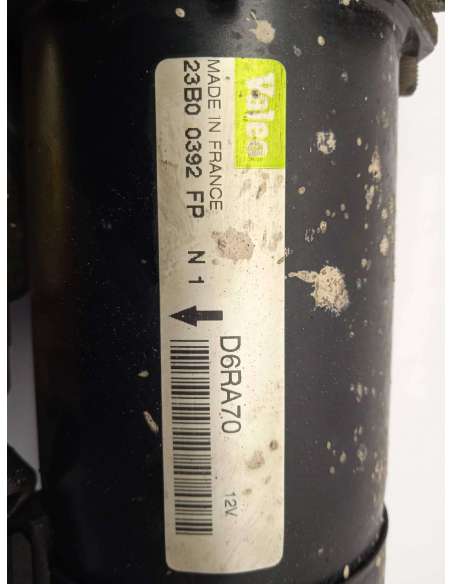 Valeo
MADE IN FRANCE
23B0 0392 FP N 1
D6RA70
12V.